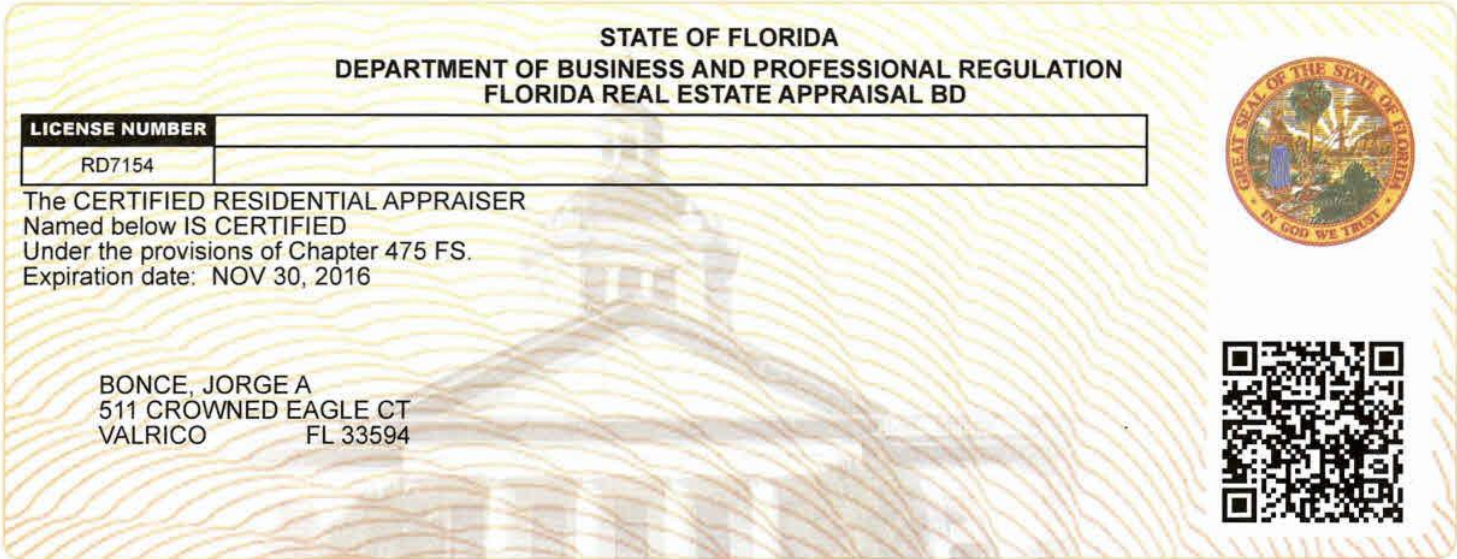 STATE OF FLORIDA
DEPARTMENT OF BUSINESS AND PROFESSIONAL REGULATION
FLORIDA REAL ESTATE APPRAISAL BD
LICENSE NUMBER
RD7154
The CERTIFIED RESIDENTIAL APPRAISER
Named below IS CERTIFIED
Under the provisions of Chapter 475 FS.
Expiration date: NOV 30, 2016
BONCE, JORGE A
511 CROWNED EAGLE CT
VALRICO FL 33594
GREAT SEAL OF THE STATE OF FLORIDA
IN GOD WE TRUST